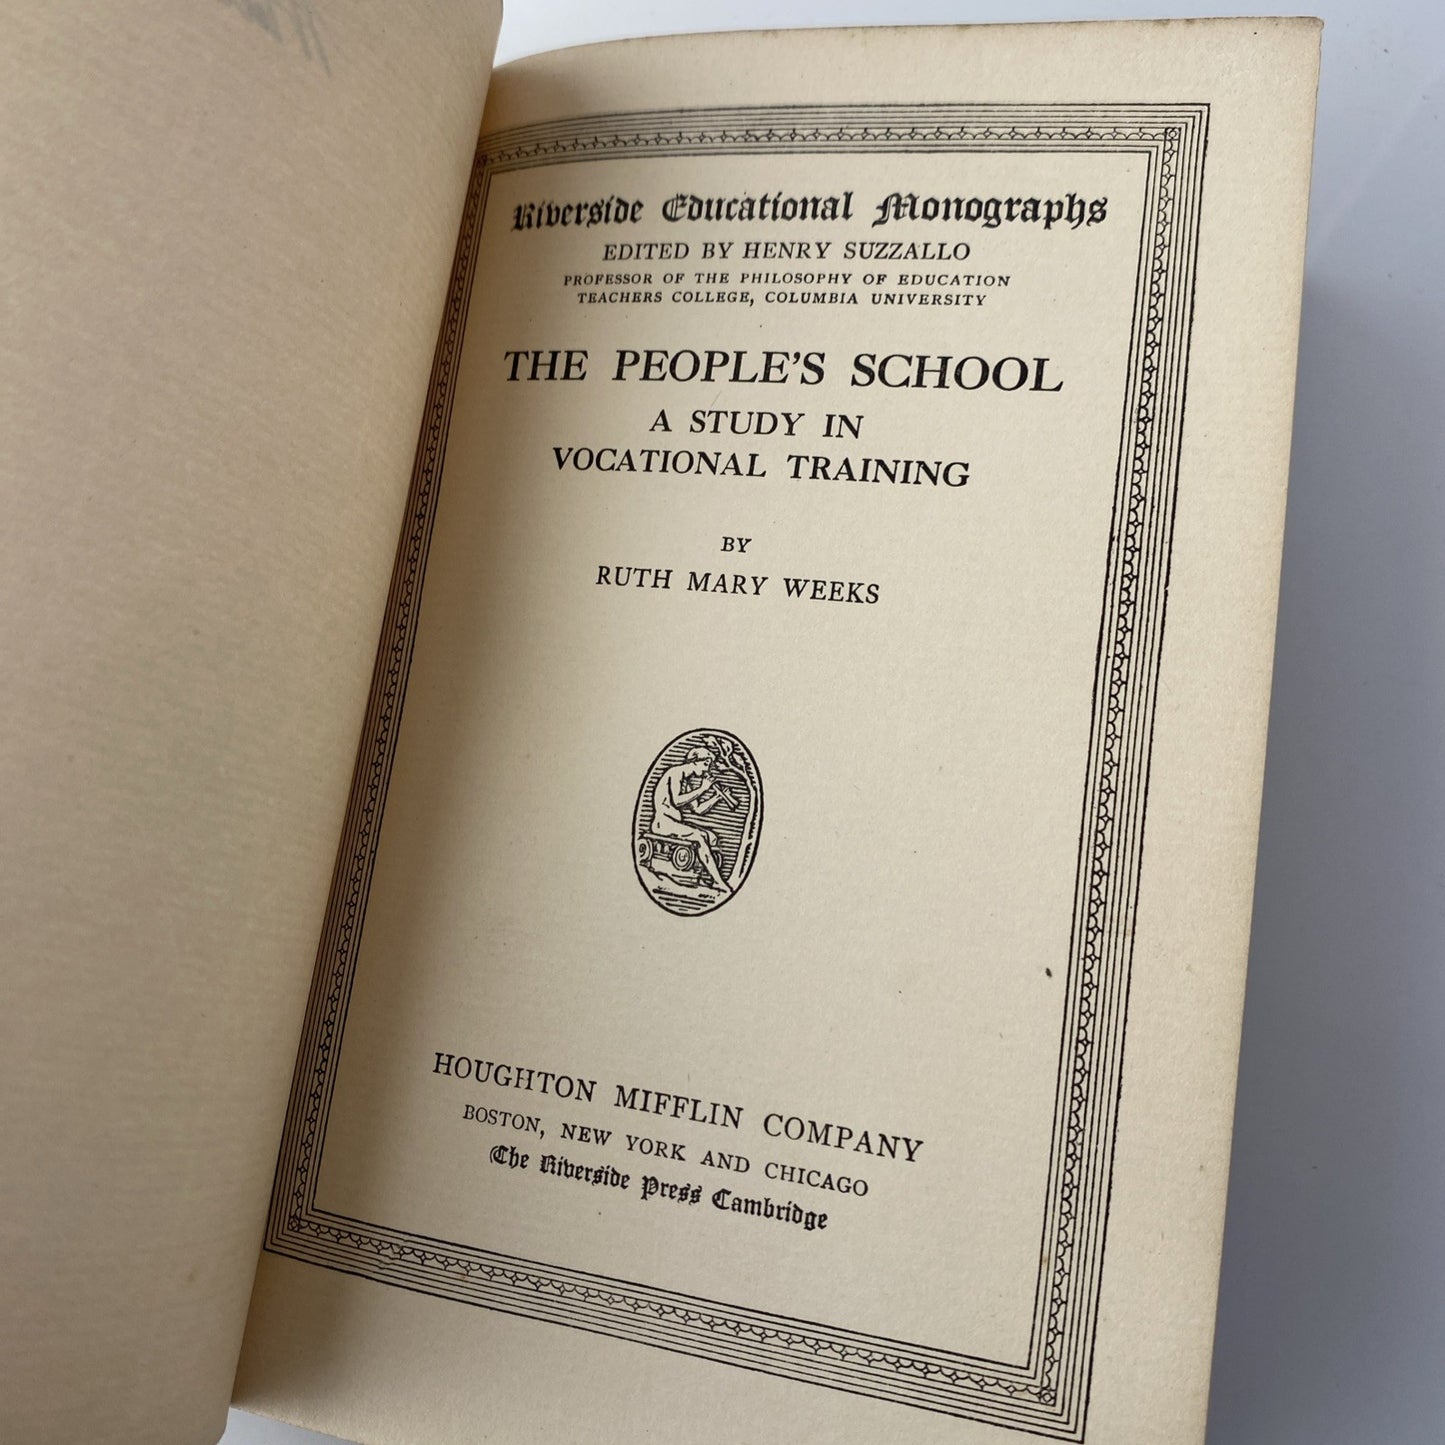 Riverside Educational Monographs
EDITED BY HENRY SUZZALLO
PROFESSOR OF THE PHILOSOPHY OF EDUCATION
TEACHERS COLLEGE, COLUMBIA UNIVERSITY
THE PEOPLE'S SCHOOL
A STUDY IN
VOCATIONAL TRAINING
BY
RUTH MARY WEEKS
HOUGHTON MIFFLIN COMPANY
BOSTON, NEW YORK AND CHICAGO
The Riverside Press Cambridge